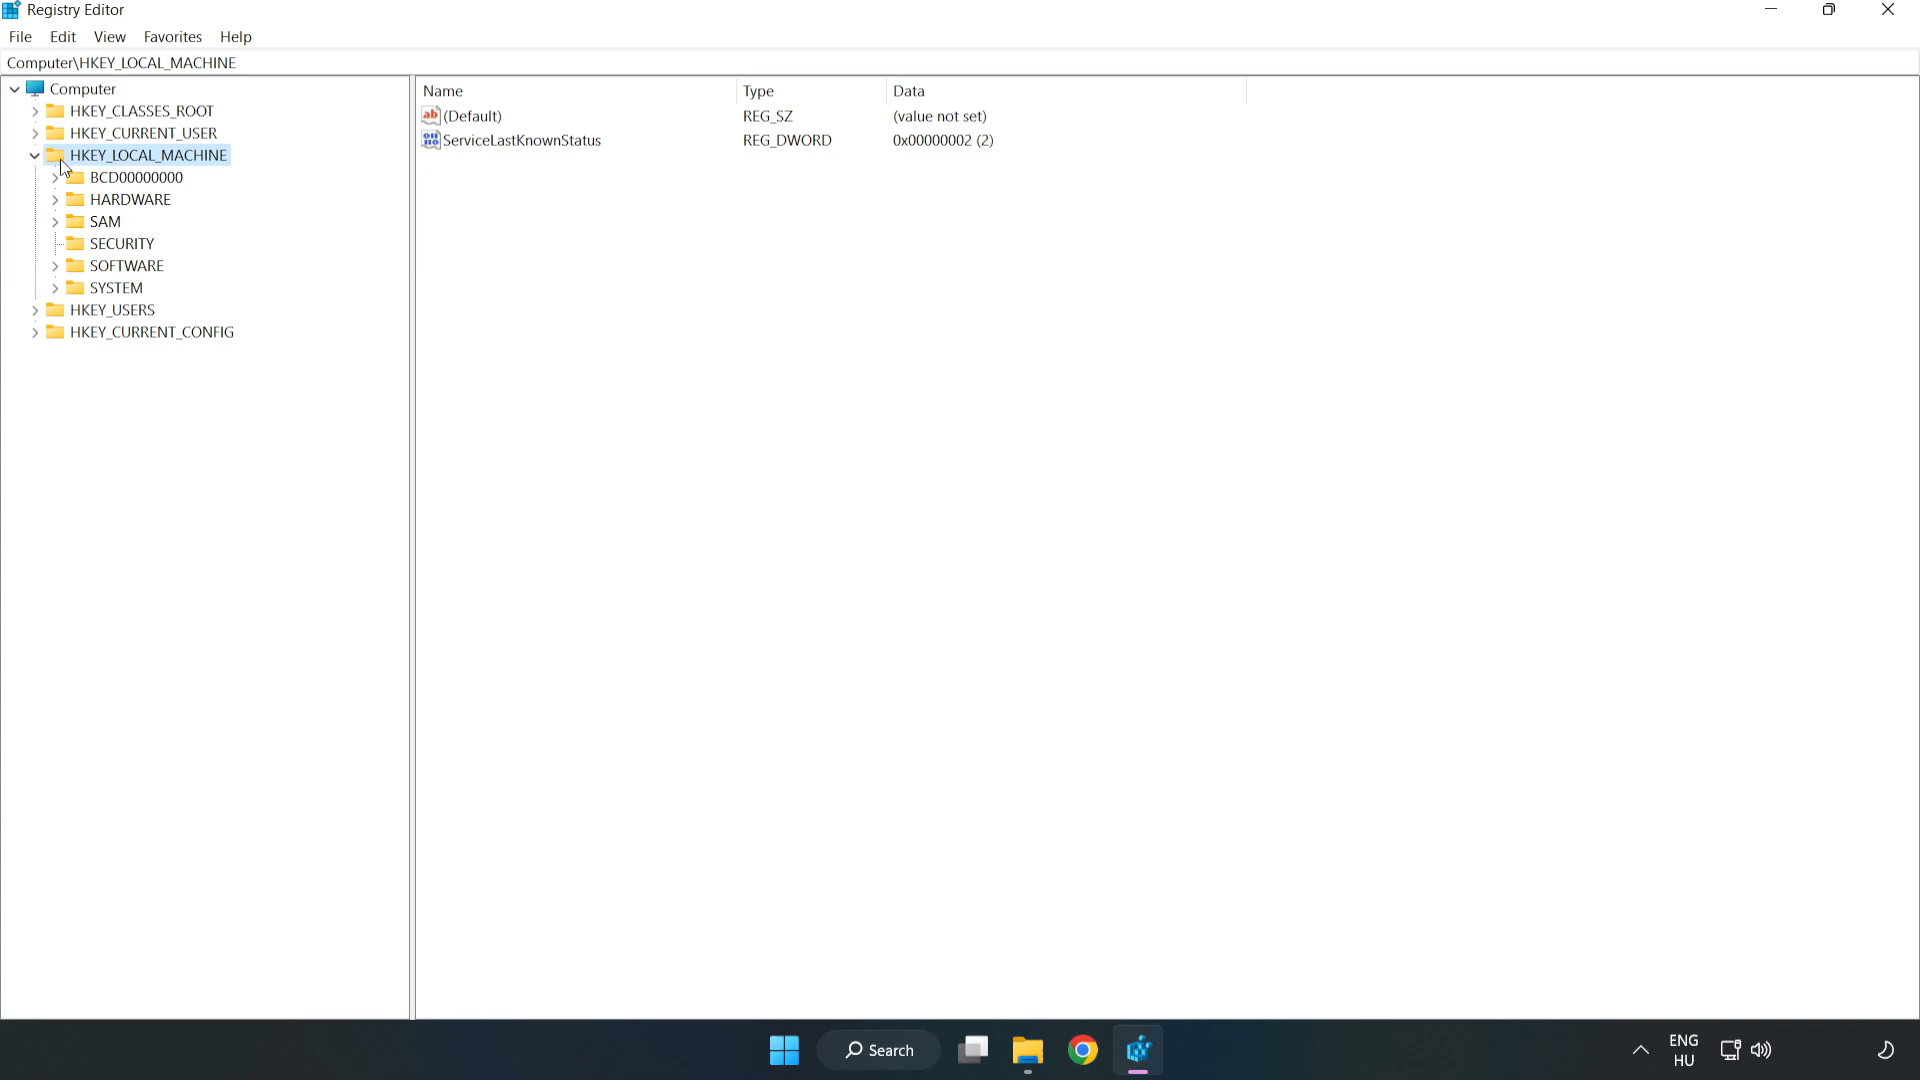 Registry Editor
File Edit View Favorites Help
Computer\HKEY_LOCAL_MACHINE
Computer
HKEY_CLASSES_ROOT
HKEY_CURRENT_USER
HKEY_LOCAL_MACHINE
BCD00000000
HARDWARE
SAM
SECURITY
SOFTWARE
SYSTEM
HKEY_USERS
HKEY_CURRENT_CONFIG
Name Type Data
(Default) REG_SZ (value not set)
ServiceLastKnownStatus REG_DWORD 0x00000002 (2)
Search
ENG
HU